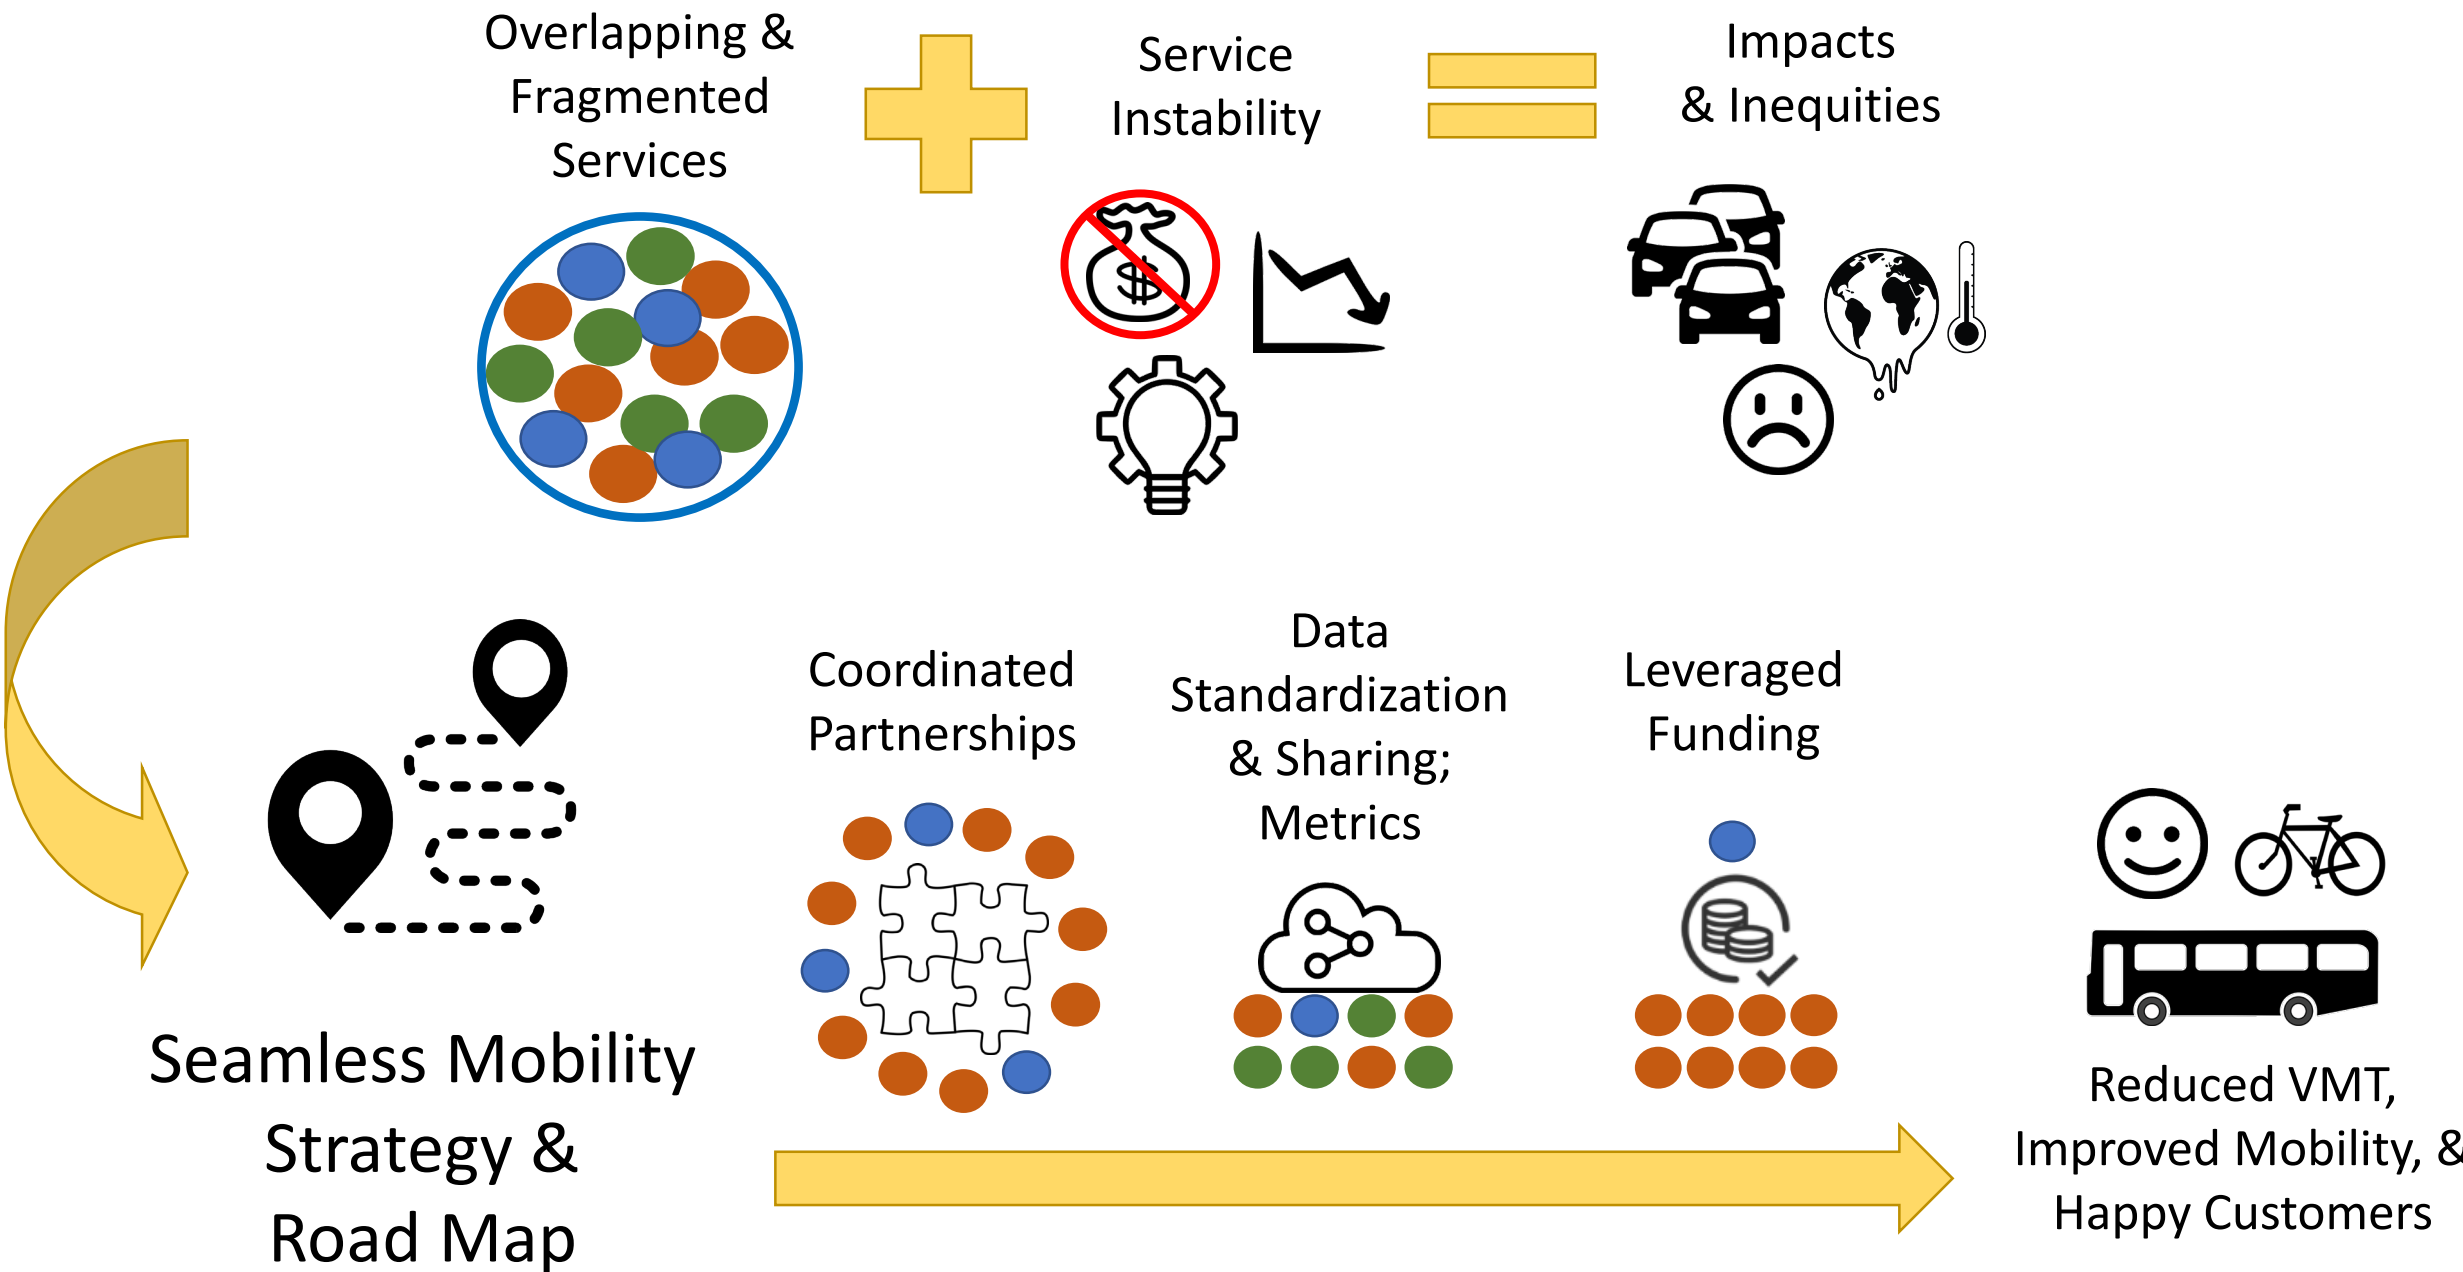 Overlapping &
Fragmented
Services
Service
Instability
Impacts
& Inequities
$
Seamless Mobility
Strategy &
Road Map
Coordinated
Partnerships
Data
Standardization
& Sharing;
Metrics
Leveraged
Funding
Reduced VMT,
Improved Mobility, &
Happy Customers